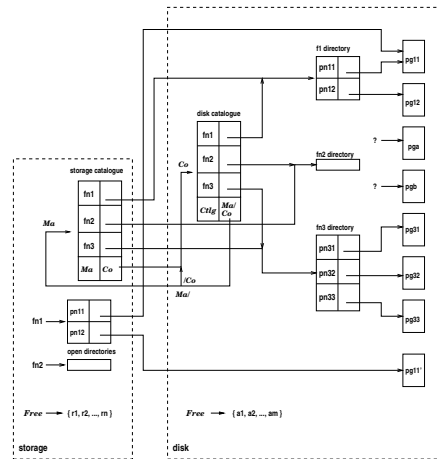 f1 directory
pn11
pn12
pg11
pg12
disk catalogue
fn1
fn2
fn3
Ctlg
Ma/
Co
fn2 directory
?
pga
?
pgb
storage catalogue
fn1
fn2
fn3
Ma
Co
Ma
Co
/Co
Ma/
fn3 directory
pn31
pn32
pn33
pg31
pg32
pg33
fn1
pn11
pn12
fn2
open directories
pg11'
Free
{ r1, r2, ..., rn }
Free
{ a1, a2, ..., am }
storage
disk